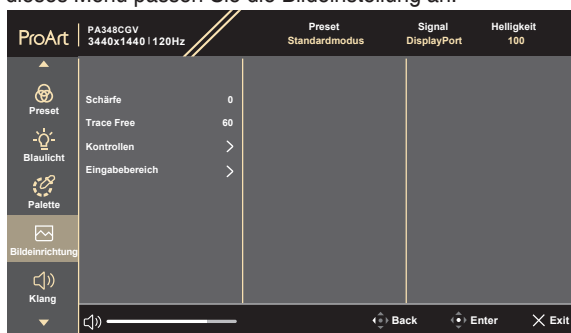 dieses Menü passen Sie die Bildeinstellung an.
ProArt
PA348CGV
3440x1440 | 120Hz
Preset
Standardmodus
Signal
DisplayPort
Helligkeit
100
Preset
Blaulicht
Palette
Bildeinrichtung
Klang
Schärfe 0
Trace Free 60
Kontrollen
Eingabebereich
Back
Enter
Exit